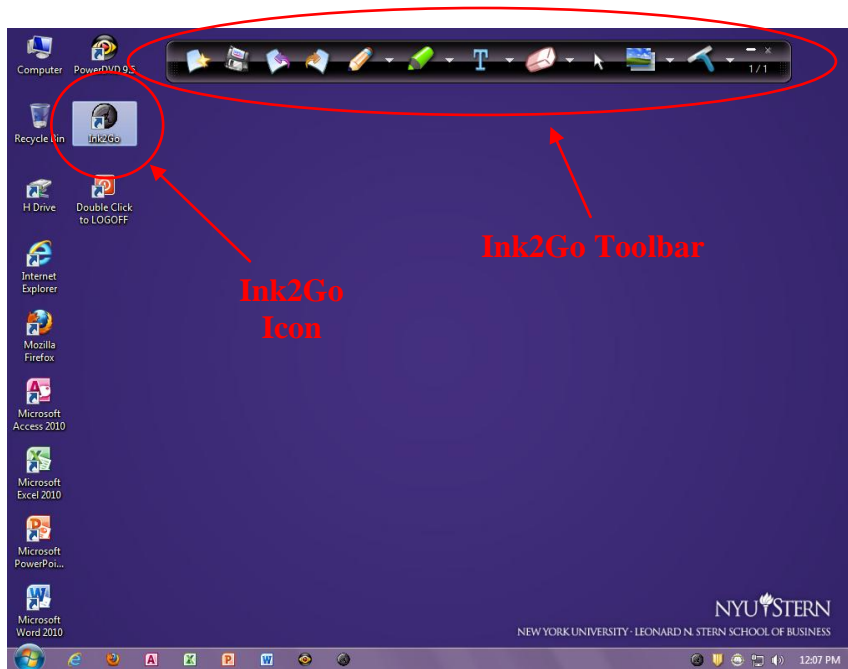 Computer
PowerDVD 9.5
1/1
Recycle Bin
Ink2Go
H Drive
Double Click
to LOGOFF
Ink2Go Toolbar
Internet
Explorer
Ink2Go
Icon
Mozilla
Firefox
Microsoft
Access 2010
Microsoft
Excel 2010
Microsoft
PowerPoi...
Microsoft
Word 2010
NYU STERN
NEW YORK UNIVERSITY · LEONARD N. STERN SCHOOL OF BUSINESS
12:07 PM